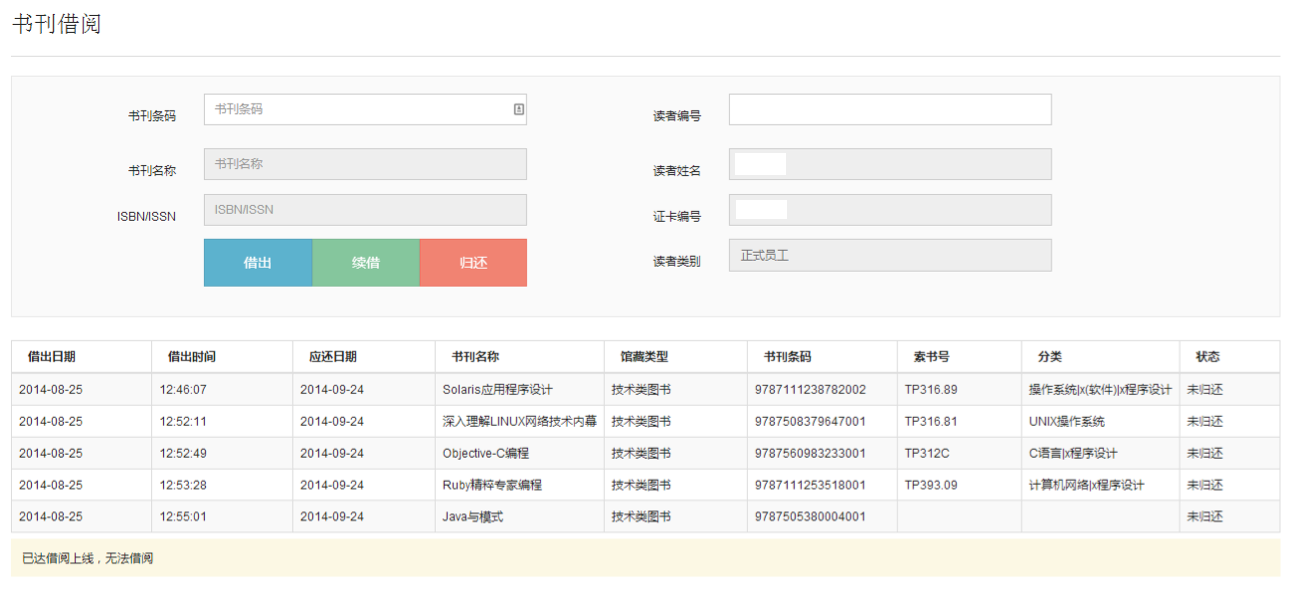 书刊借阅
书刊条码 书刊条码 读者编号
书刊名称 书刊名称 读者姓名
ISBN/ISSN ISBN/ISSN 证卡编号
借出 续借 归还 读者类别 正式员工
借出日期 借出时间 应还日期 书刊名称 馆藏类型 书刊条码 索书号 分类 状态
2014-08-25 12:46:07 2014-09-24 Solaris应用程序设计 技术类图书 9787111238782002 TP316.89 操作系统|x(软件)|x程序设计 未归还
2014-08-25 12:52:11 2014-09-24 深入理解LINUX网络技术内幕 技术类图书 9787508379647001 TP316.81 UNIX操作系统 未归还
2014-08-25 12:52:49 2014-09-24 Objective-C编程 技术类图书 9787560983233001 TP312C C语言|x程序设计 未归还
2014-08-25 12:53:28 2014-09-24 Ruby精粹专家编程 技术类图书 9787111253518001 TP393.09 计算机网络|x程序设计 未归还
2014-08-25 12:55:01 2014-09-24 Java与模式 技术类图书 9787505380004001 未归还
已达借阅上线，无法借阅